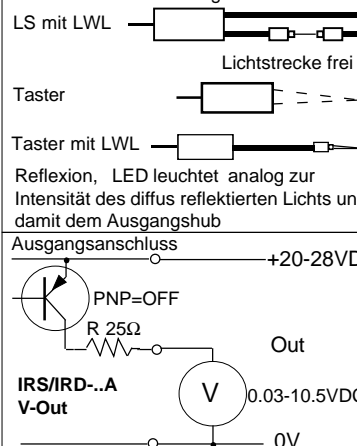 LS mit LWL
Lichtstrecke frei
Taster
Taster mit LWL
Reflexion, LED leuchtet analog zur
Intensität des diffus reflektierten Lichts un
damit dem Ausgangshub
Ausgangsanschluss
+20-28VD
PNP=OFF
R 25Ω
Out
IRS/IRD-..A
V-Out
V
0.03-10.5VDC
0V